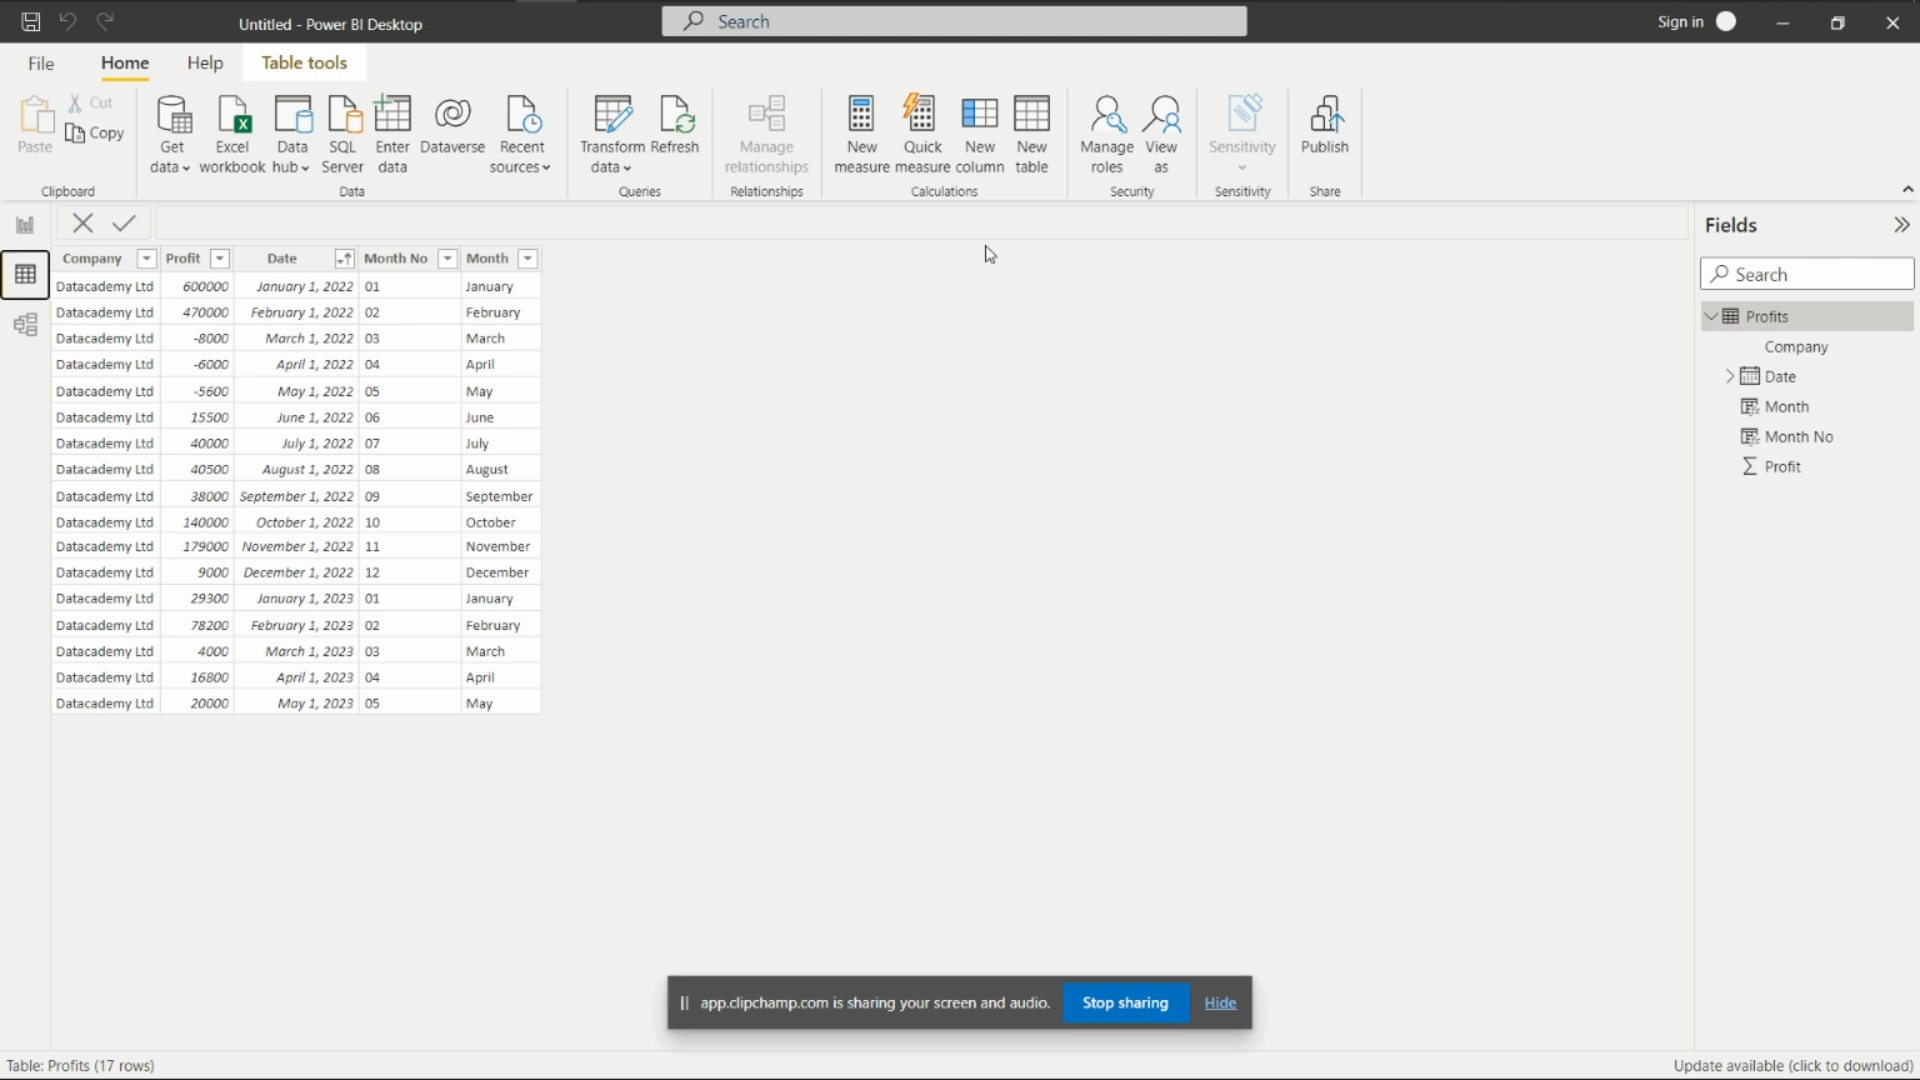 Untitled - Power BI Desktop
Search
Sign in
File
Home
Help
Table tools
Paste
Cut
Copy
Clipboard
Get data
Excel workbook
Data hub
SQL Server
Enter data
Dataverse
Recent sources
Data
Transform data
Refresh
Queries
Manage relationships
Relationships
New measure
Quick measure
New column
New table
Calculations
Manage roles
View as
Security
Sensitivity
Sensitivity
Publish
Share
Company Profit Date Month No Month
Datacademy Ltd 600000 January 1, 2022 01 January
Datacademy Ltd 470000 February 1, 2022 02 February
Datacademy Ltd -8000 March 1, 2022 03 March
Datacademy Ltd -6000 April 1, 2022 04 April
Datacademy Ltd -5600 May 1, 2022 05 May
Datacademy Ltd 15500 June 1, 2022 06 June
Datacademy Ltd 40000 July 1, 2022 07 July
Datacademy Ltd 40500 August 1, 2022 08 August
Datacademy Ltd 38000 September 1, 2022 09 September
Datacademy Ltd 140000 October 1, 2022 10 October
Datacademy Ltd 179000 November 1, 2022 11 November
Datacademy Ltd 9000 December 1, 2022 12 December
Datacademy Ltd 29300 January 1, 2023 01 January
Datacademy Ltd 78200 February 1, 2023 02 February
Datacademy Ltd 4000 March 1, 2023 03 March
Datacademy Ltd 16800 April 1, 2023 04 April
Datacademy Ltd 20000 May 1, 2023 05 May
Fields
Search
Profits
Company
Date
Month
Month No
Profit
app.clipchamp.com is sharing your screen and audio.
Stop sharing
Hide
Table: Profits (17 rows)
Update available (click to download)